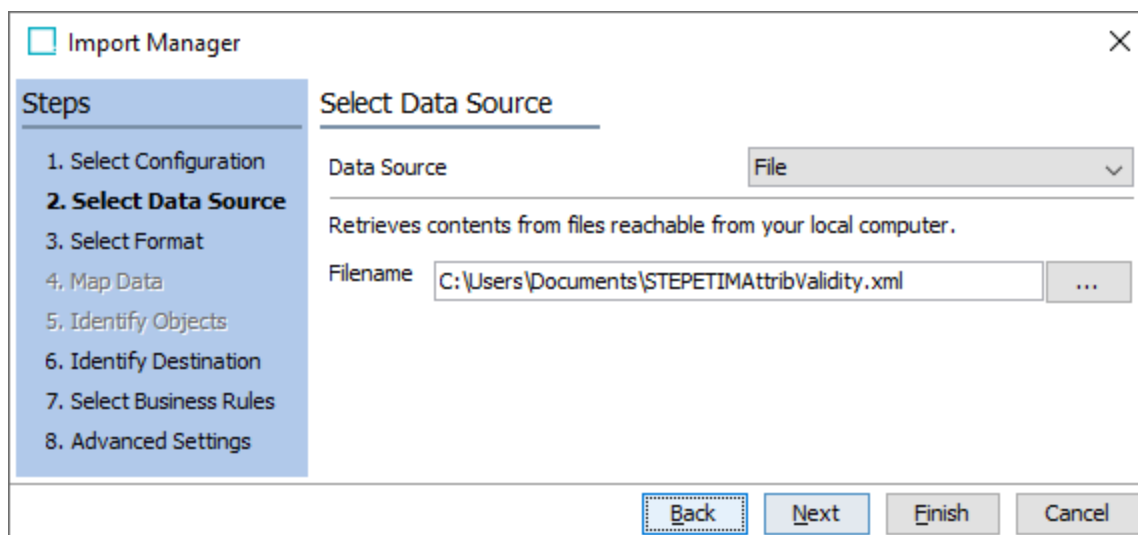 Import Manager
Steps
1. Select Configuration
2. Select Data Source
3. Select Format
4. Map Data
5. Identify Objects
6. Identify Destination
7. Select Business Rules
8. Advanced Settings
Select Data Source
Data Source File
Retrieves contents from files reachable from your local computer.
Filename C:\Users\Documents\STEPETIMAttribValidity.xml ...
Back Next Finish Cancel